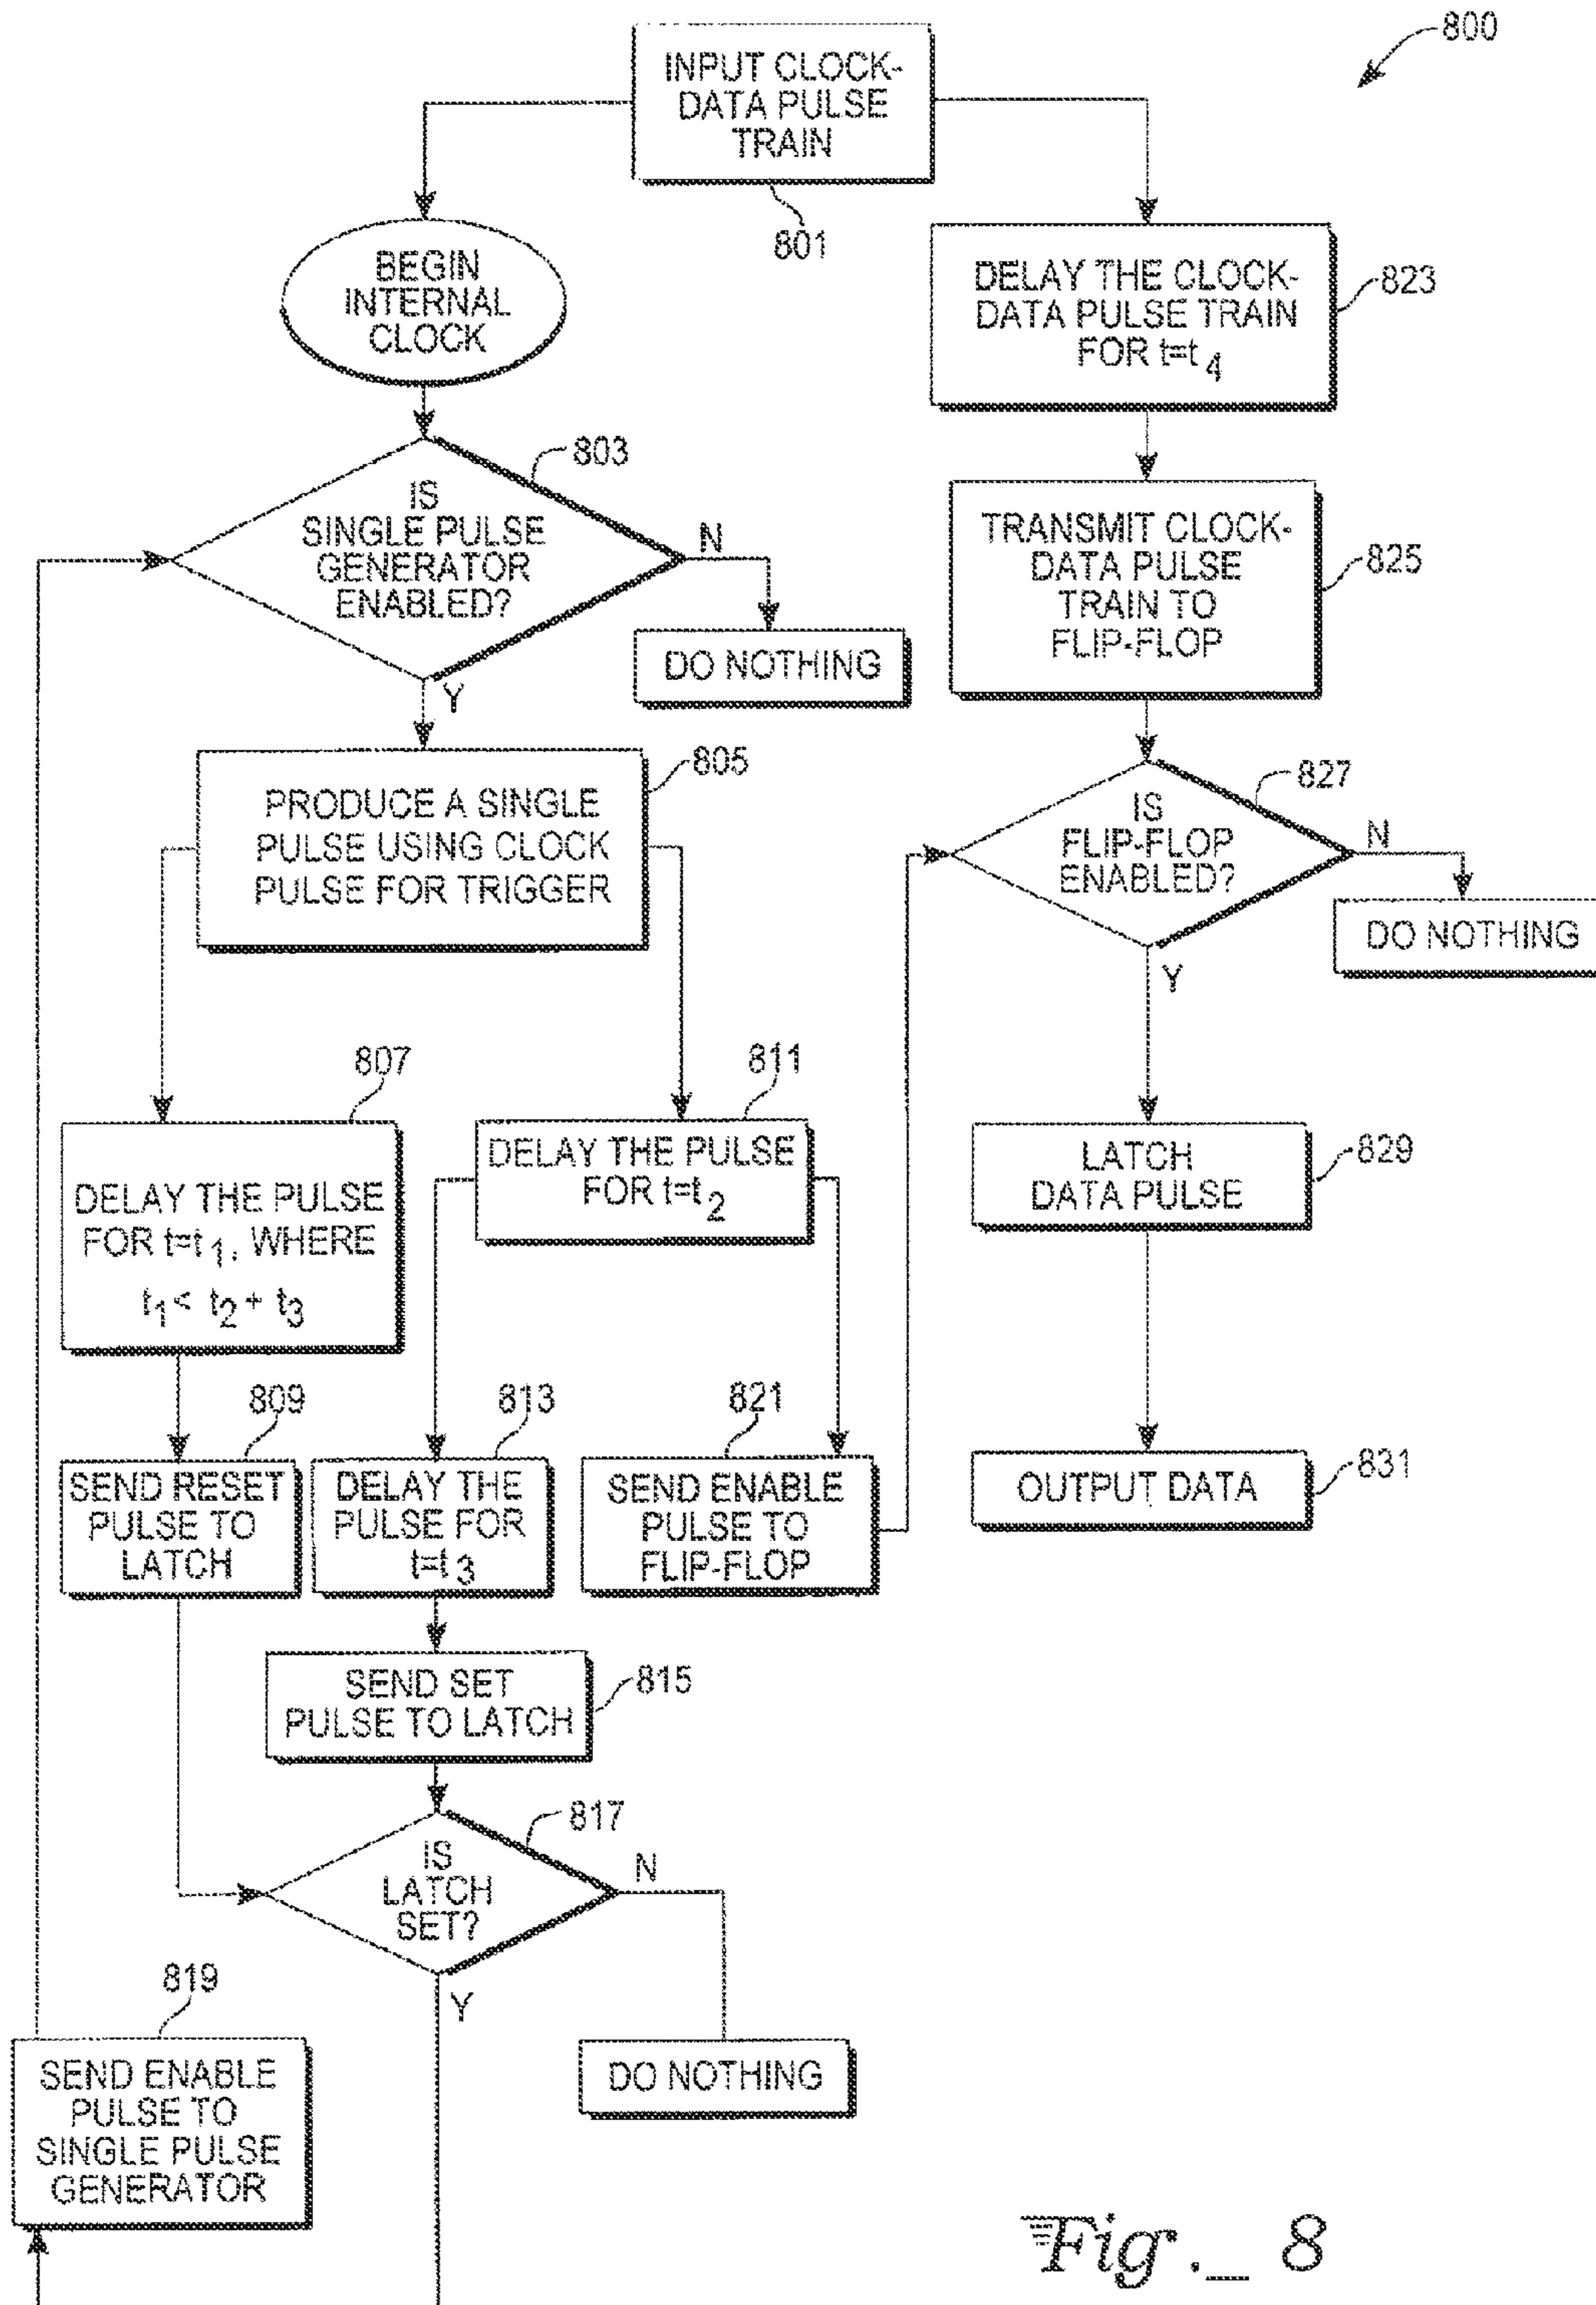 800
INPUT CLOCK-
DATA PULSE
TRAIN
801
BEGIN
INTERNAL
CLOCK
DELAY THE CLOCK-
DATA PULSE TRAIN
FOR t=t4
823
803
IS
SINGLE PULSE
GENERATOR
ENABLED?
N
Y
DO NOTHING
TRANSMIT CLOCK-
DATA PULSE
TRAIN TO
FLIP-FLOP
825
805
PRODUCE A SINGLE
PULSE USING CLOCK
PULSE FOR TRIGGER
827
IS
FLIP-FLOP
ENABLED?
N
Y
DO NOTHING
807
DELAY THE PULSE
FOR t=t1, WHERE
t1< t2 + t3
811
DELAY THE PULSE
FOR t=t2
LATCH
DATA PULSE
829
809
SEND RESET
PULSE TO
LATCH
813
DELAY THE
PULSE FOR
t=t3
821
SEND ENABLE
PULSE TO
FLIP-FLOP
OUTPUT DATA
831
SEND SET
PULSE TO LATCH
815
817
IS
LATCH
SET?
N
Y
DO NOTHING
819
SEND ENABLE
PULSE TO
SINGLE PULSE
GENERATOR
Fig._ 8